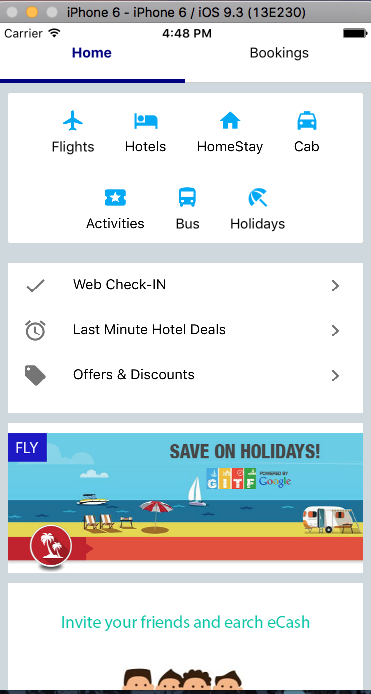 iPhone 6 - iPhone 6 / iOS 9.3 (13E230)
Carrier 4:48 PM
Home Bookings
Flights Hotels HomeStay Cab
Activities Bus Holidays
Web Check-IN
Last Minute Hotel Deals
Offers & Discounts
FLY
SAVE ON HOLIDAYS!
GITF POWERED BY Google
Invite your friends and earch eCash